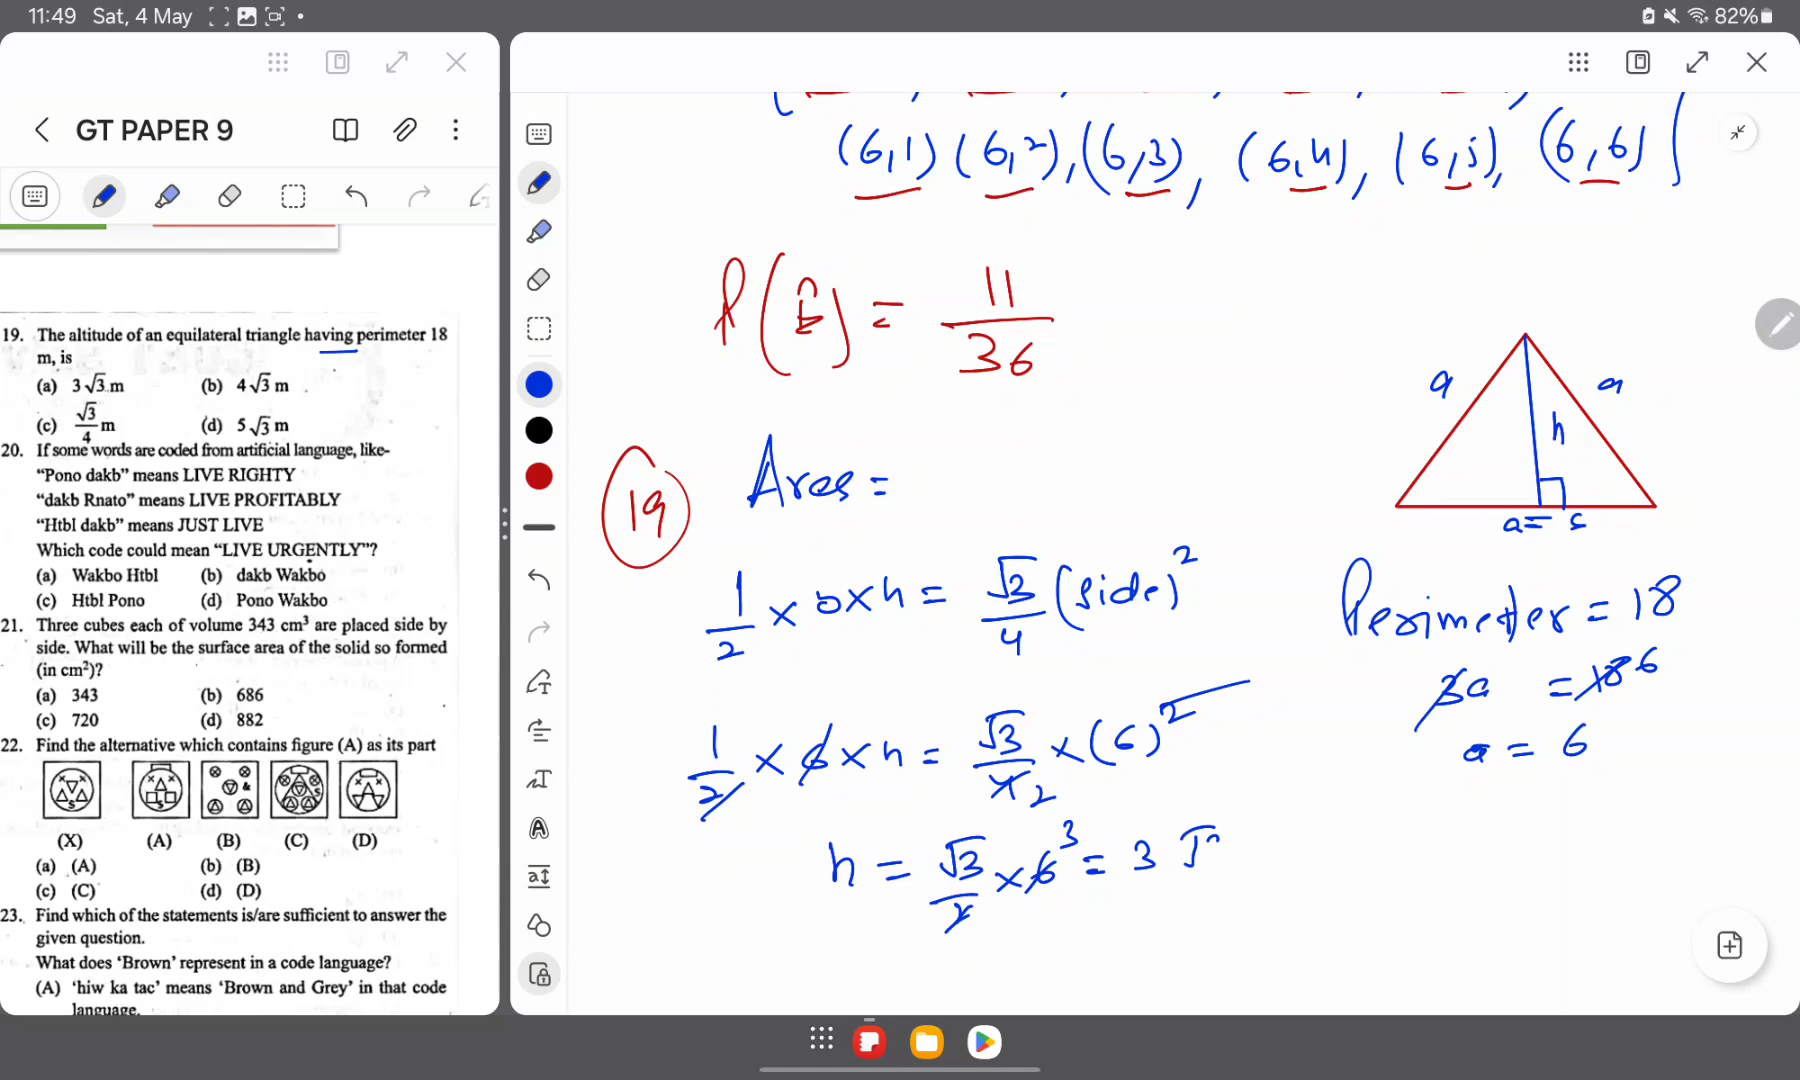 11:49 Sat, 4 May
82%
GT PAPER 9
19. The altitude of an equilateral triangle having perimeter 18
m, is
(a) 3√3 m (b) 4√3 m
(c) √3/4 m (d) 5√3 m
20. If some words are coded from artificial language, like-
“Pono dakb” means LIVE RIGHTY
“dakb Rnato” means LIVE PROFITABLY
“Htbl dakb” means JUST LIVE
Which code could mean “LIVE URGENTLY”?
(a) Wakbo Htbl (b) dakb Wakbo
(c) Htbl Pono (d) Pono Wakbo
21. Three cubes each of volume 343 cm³ are placed side by
side. What will be the surface area of the solid so formed
(in cm²)?
(a) 343 (b) 686
(c) 720 (d) 882
22. Find the alternative which contains figure (A) as its part
(X) (A) (B) (C) (D)
(a) (A) (b) (B)
(c) (C) (d) (D)
23. Find which of the statements is/are sufficient to answer the
given question.
What does ‘Brown’ represent in a code language?
(A) ‘hiw ka tac’ means ‘Brown and Grey’ in that code
language.
(6,1) (6,2), (6,3), (6,4), (6,5), (6,6)
P(E) = 11/36
19 Area =
1/2 × b × h = √3/4 (side)²
1/2 × 6 × h = √3/4 2 × (6)²
h = √3/2 × 6 3 = 3 √
a a
h
Perimeter = 18
3a = 18 6
a = 6